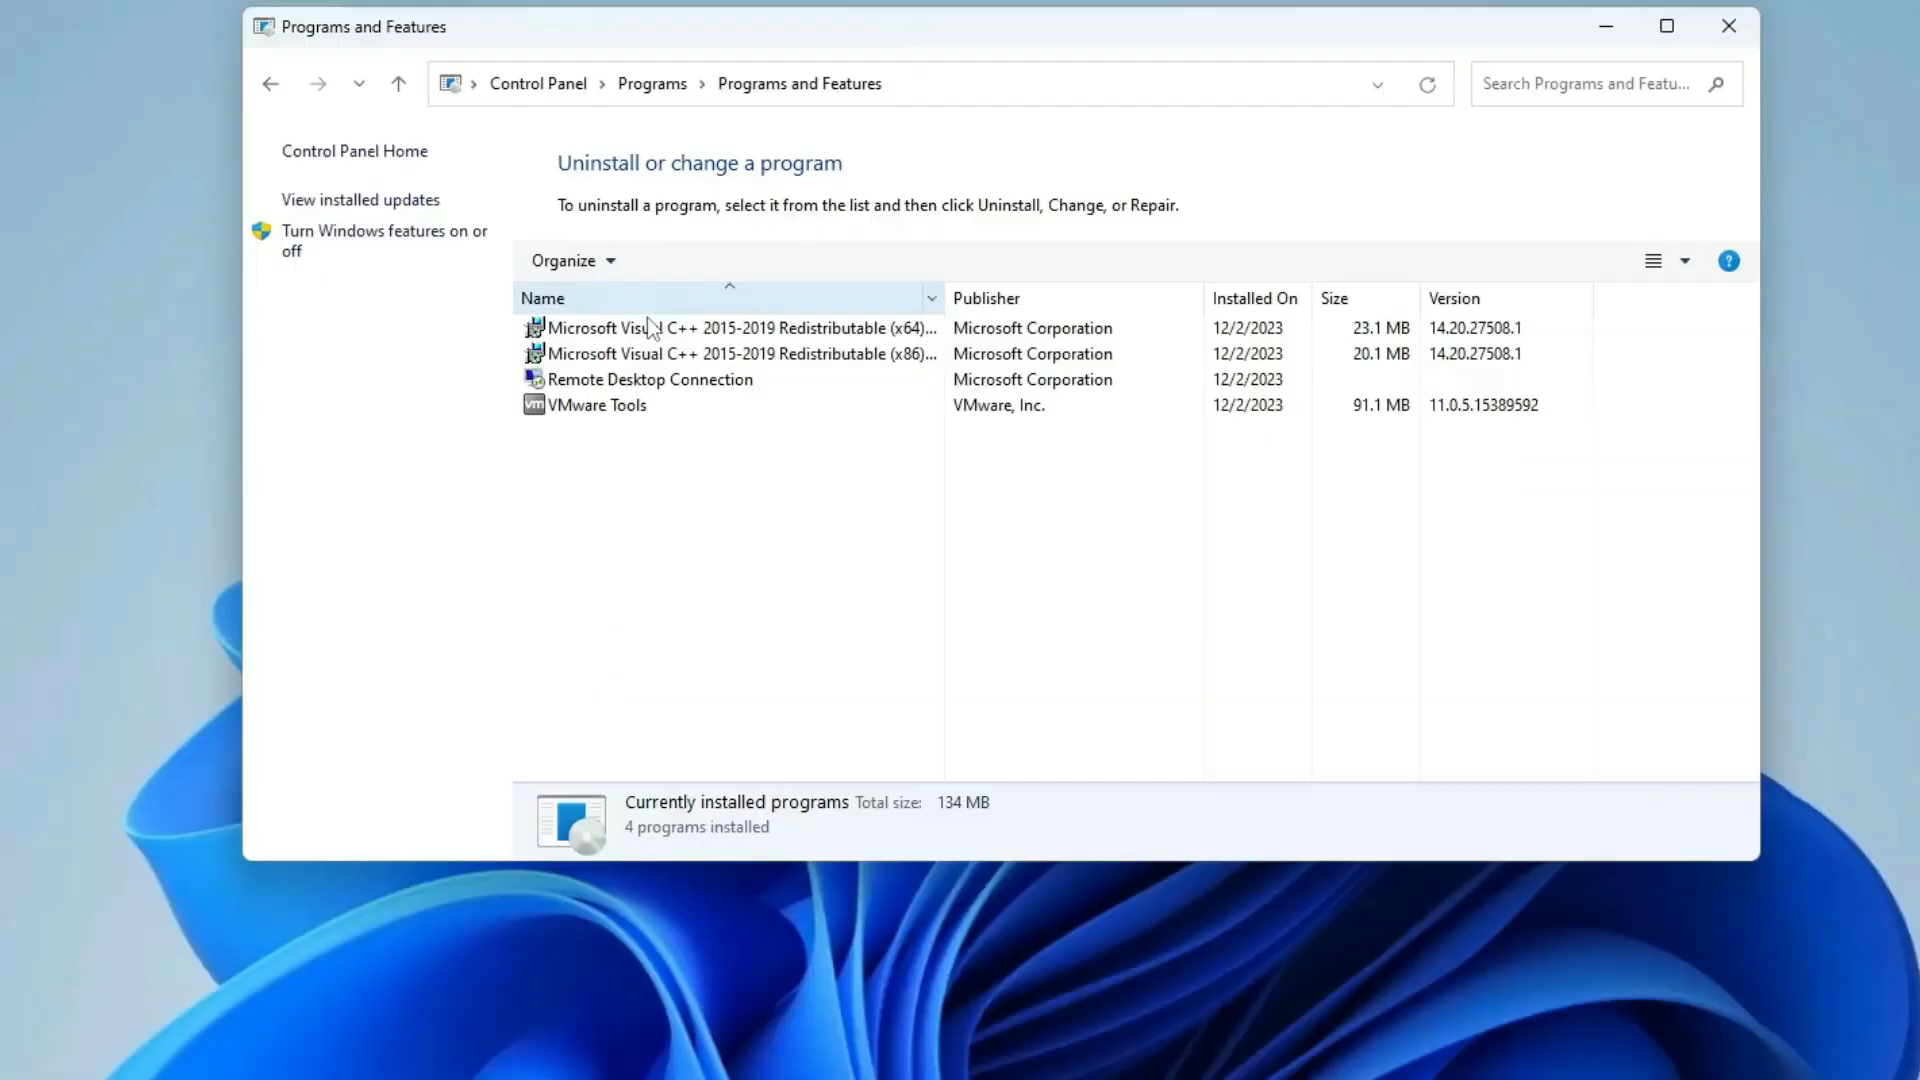 Programs and Features
Control Panel > Programs > Programs and Features
Search Programs and Featu...
Control Panel Home
View installed updates
Turn Windows features on or
off
Uninstall or change a program
To uninstall a program, select it from the list and then click Uninstall, Change, or Repair.
Organize
Name Publisher Installed On Size Version
Microsoft Visual C++ 2015-2019 Redistributable (x64)... Microsoft Corporation 12/2/2023 23.1 MB 14.20.27508.1
Microsoft Visual C++ 2015-2019 Redistributable (x86)... Microsoft Corporation 12/2/2023 20.1 MB 14.20.27508.1
Remote Desktop Connection Microsoft Corporation 12/2/2023
vm VMware Tools VMware, Inc. 12/2/2023 91.1 MB 11.0.5.15389592
Currently installed programs Total size: 134 MB
4 programs installed